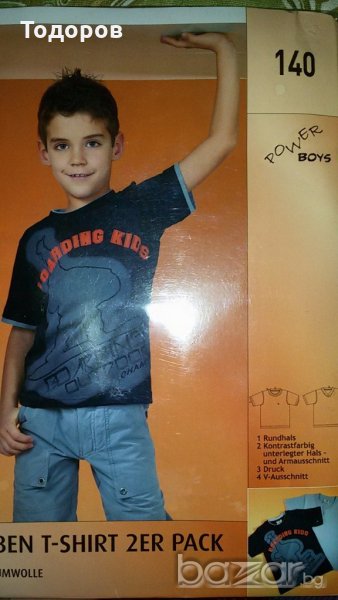 Тодоров
140
POWER
BOYS
BOARDING KIDS
1 Rundhals
2 Kontrastfarbig
unterlegter Hals-
und Armausschnitt
3 Druck
4 V-Ausschnitt
BEN T-SHIRT 2ER PACK
UMWOLLE
bazar.bg